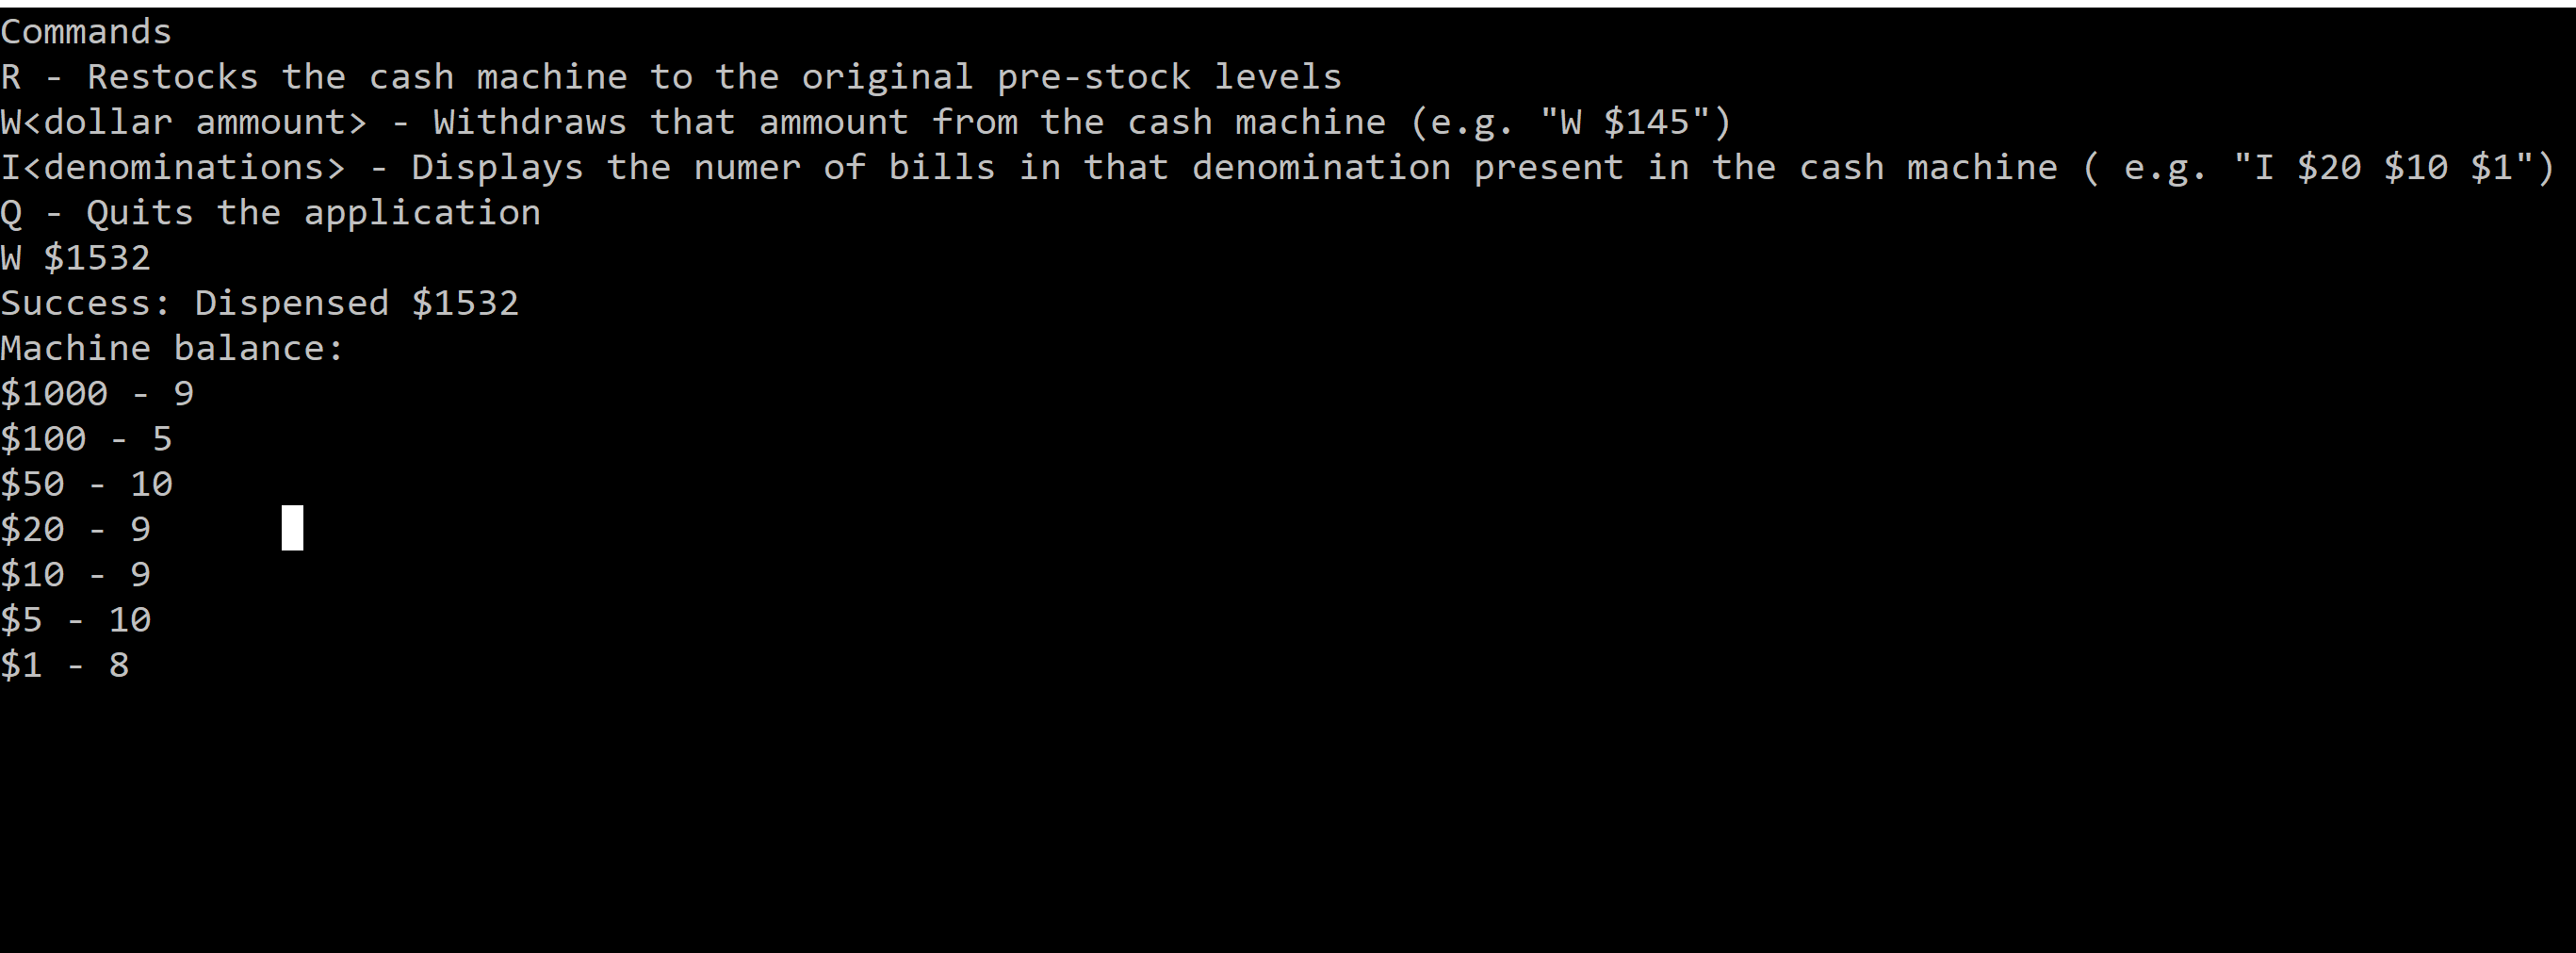 Commands
R - Restocks the cash machine to the original pre-stock levels
W<dollar ammount> - Withdraws that ammount from the cash machine (e.g. "W $145")
I<denominations> - Displays the numer of bills in that denomination present in the cash machine ( e.g. "I $20 $10 $1")
Q - Quits the application
W $1532
Success: Dispensed $1532
Machine balance:
$1000 - 9
$100 - 5
$50 - 10
$20 - 9
$10 - 9
$5 - 10
$1 - 8